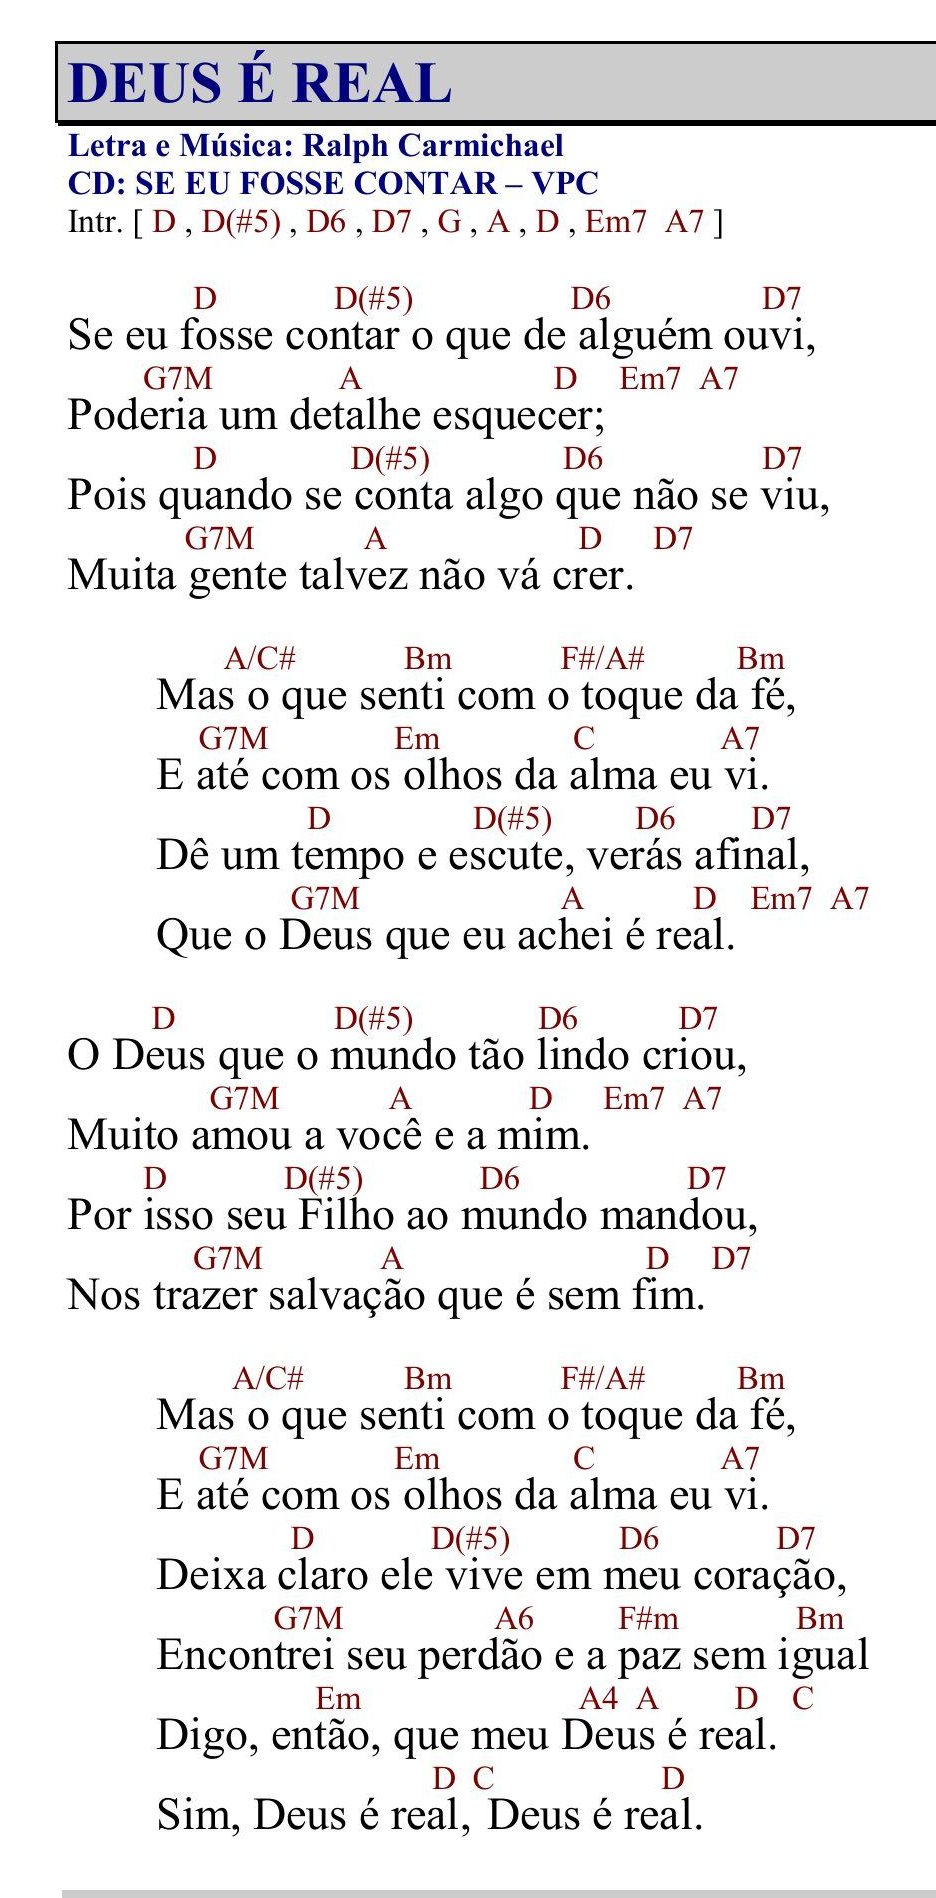 DEUS É REAL
Letra e Música: Ralph Carmichael
CD: SE EU FOSSE CONTAR – VPC
Intr. [ D , D(#5) , D6 , D7 , G , A , D , Em7 A7 ]
D D(#5) D6 D7
Se eu fosse contar o que de alguém ouvi,
G7M A D Em7 A7
Poderia um detalhe esquecer;
D D(#5) D6 D7
Pois quando se conta algo que não se viu,
G7M A D D7
Muita gente talvez não vá crer.
A/C# Bm F#/A# Bm
Mas o que senti com o toque da fé,
G7M Em C A7
E até com os olhos da alma eu vi.
D D(#5) D6 D7
Dê um tempo e escute, verás afinal,
G7M A D Em7 A7
Que o Deus que eu achei é real.
D D(#5) D6 D7
O Deus que o mundo tão lindo criou,
G7M A D Em7 A7
Muito amou a você e a mim.
D D(#5) D6 D7
Por isso seu Filho ao mundo mandou,
G7M A D D7
Nos trazer salvação que é sem fim.
A/C# Bm F#/A# Bm
Mas o que senti com o toque da fé,
G7M Em C A7
E até com os olhos da alma eu vi.
D D(#5) D6 D7
Deixa claro ele vive em meu coração,
G7M A6 F#m Bm
Encontrei seu perdão e a paz sem igual
Em A4 A D C
Digo, então, que meu Deus é real.
D C D
Sim, Deus é real, Deus é real.